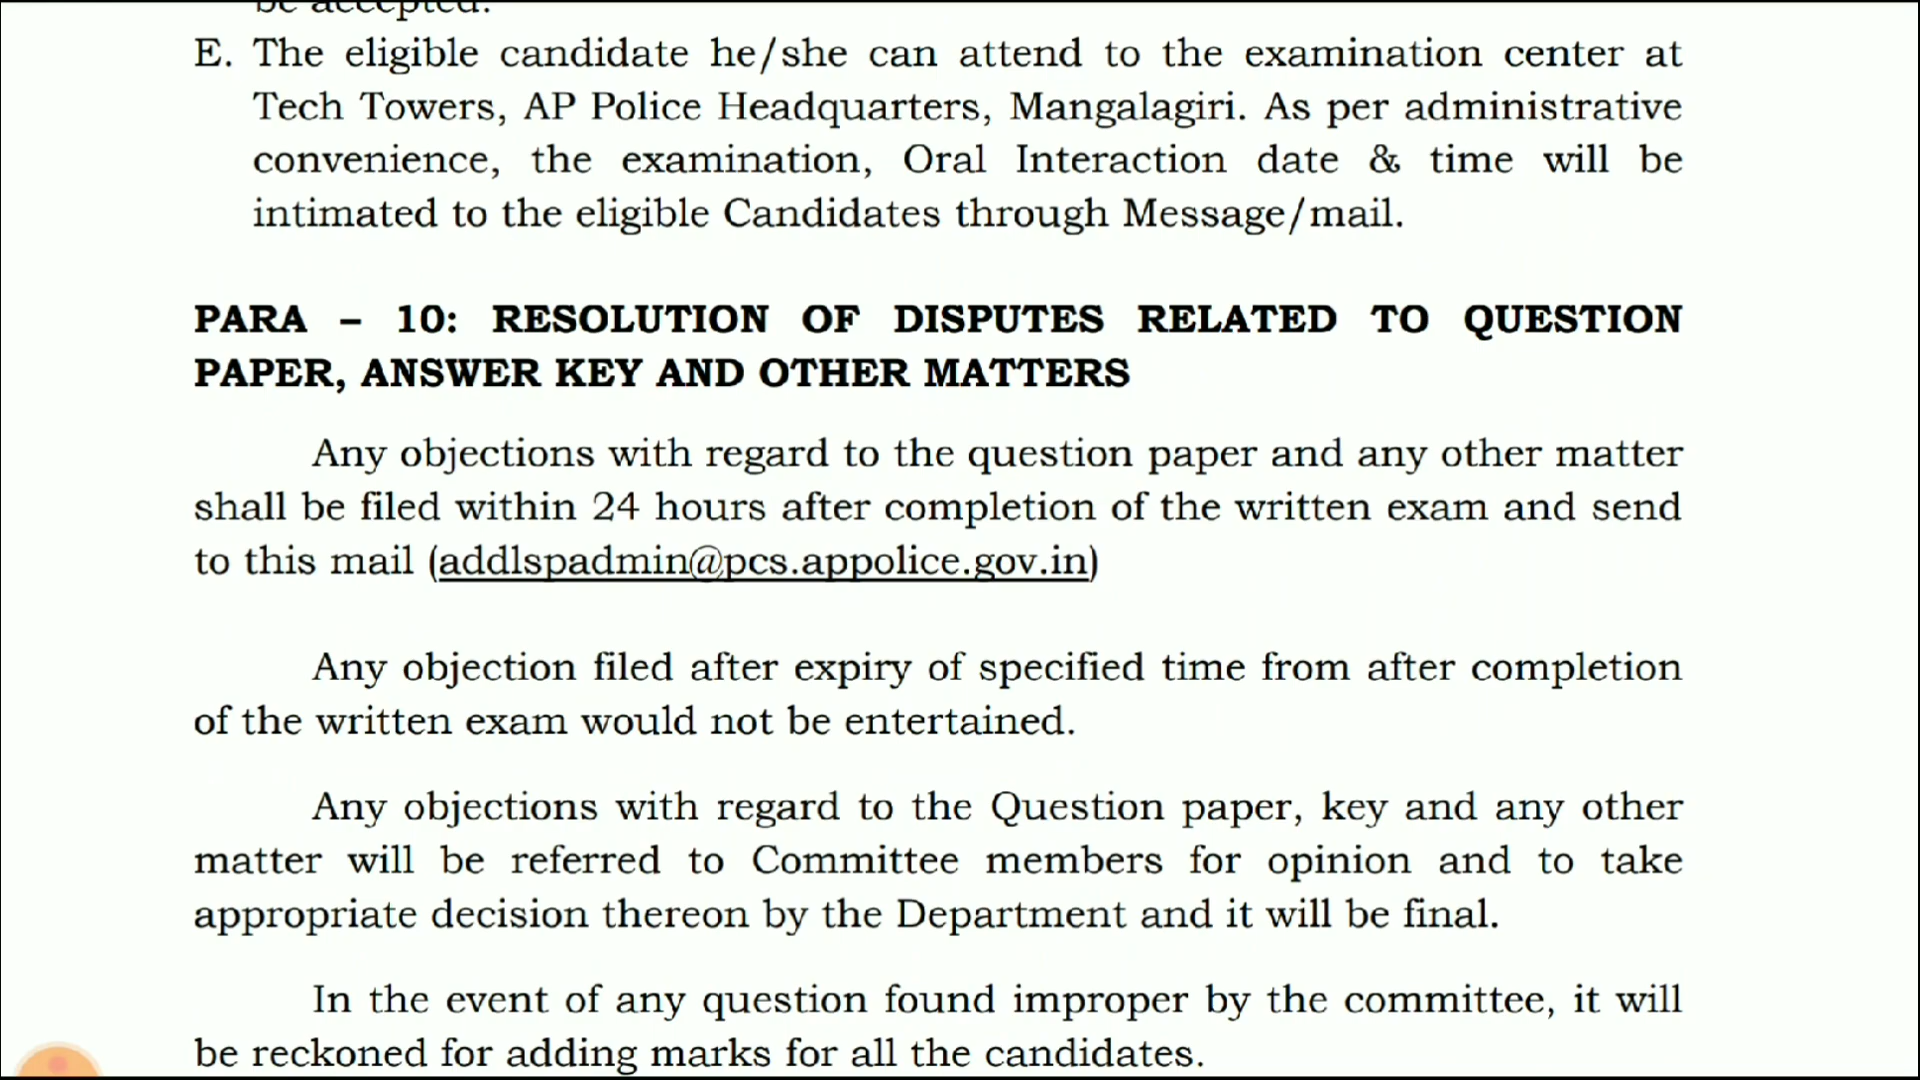 be accepted.
E. The eligible candidate he/she can attend to the examination center at
Tech Towers, AP Police Headquarters, Mangalagiri. As per administrative
convenience, the examination, Oral Interaction date & time will be
intimated to the eligible Candidates through Message/mail.
PARA – 10: RESOLUTION OF DISPUTES RELATED TO QUESTION
PAPER, ANSWER KEY AND OTHER MATTERS
Any objections with regard to the question paper and any other matter
shall be filed within 24 hours after completion of the written exam and send
to this mail (addlspadmin@pcs.appolice.gov.in)
Any objection filed after expiry of specified time from after completion
of the written exam would not be entertained.
Any objections with regard to the Question paper, key and any other
matter will be referred to Committee members for opinion and to take
appropriate decision thereon by the Department and it will be final.
In the event of any question found improper by the committee, it will
be reckoned for adding marks for all the candidates.